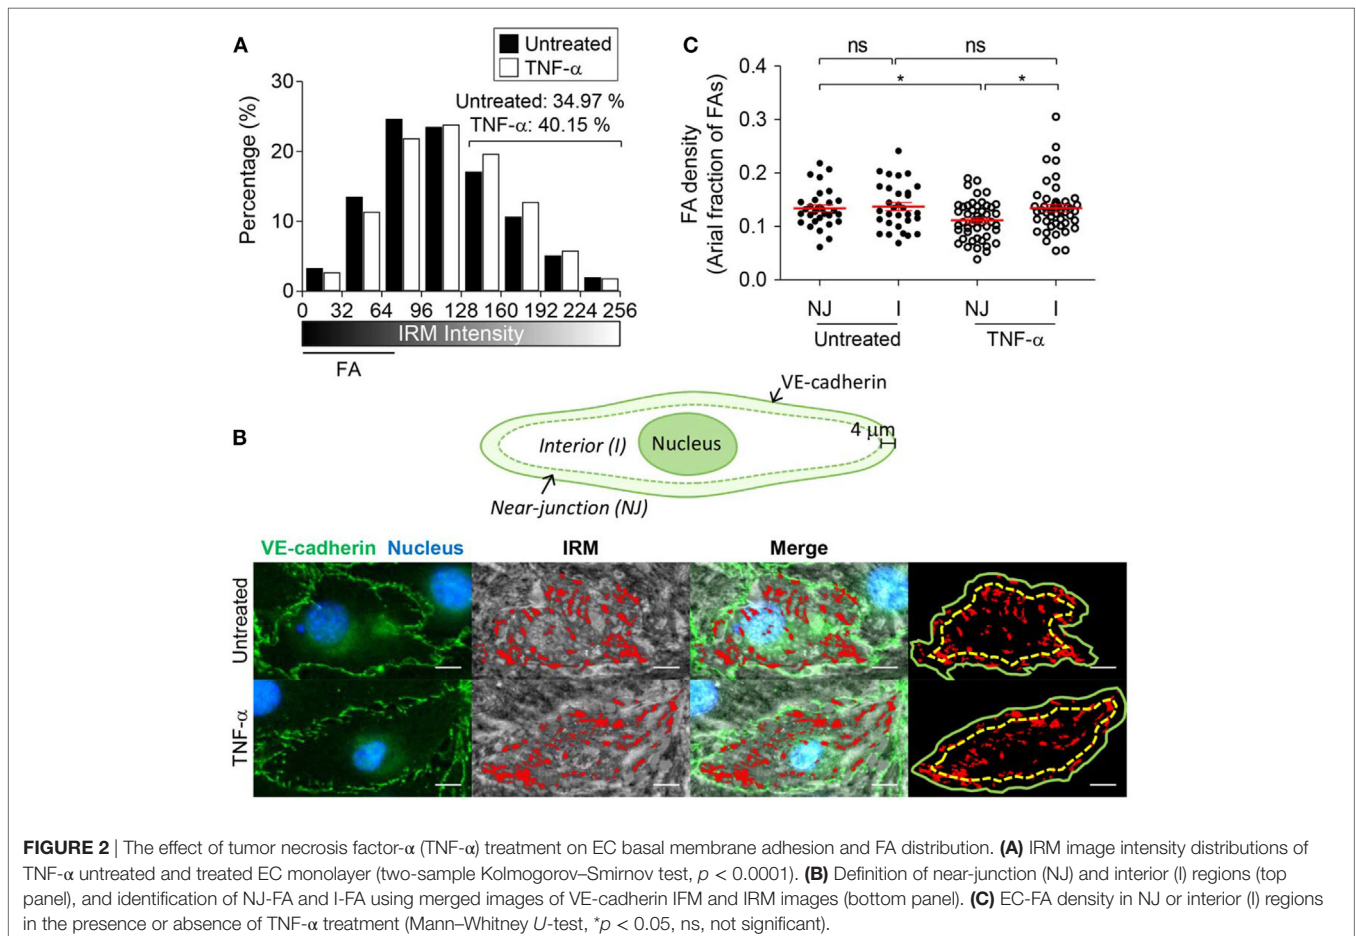 A
Untreated
TNF-α
Untreated: 34.97 %
TNF-α: 40.15 %
Percentage (%)
30
20
10
0
0 32 64 96 128 160 192 224 256
IRM Intensity
FA
C
ns ns
* *
FA density
(Arial fraction of FAs)
0.4
0.3
0.2
0.1
0.0
NJ I NJ I
Untreated TNF-α
B
VE-cadherin
4 µm
Interior (I)
Nucleus
Near-junction (NJ)
VE-cadherin Nucleus IRM Merge
Untreated
TNF-α
FIGURE 2 | The effect of tumor necrosis factor-α (TNF-α) treatment on EC basal membrane adhesion and FA distribution. (A) IRM image intensity distributions of
TNF-α untreated and treated EC monolayer (two-sample Kolmogorov–Smirnov test, p < 0.0001). (B) Definition of near-junction (NJ) and interior (I) regions (top
panel), and identification of NJ-FA and I-FA using merged images of VE-cadherin IFM and IRM images (bottom panel). (C) EC-FA density in NJ or interior (I) regions
in the presence or absence of TNF-α treatment (Mann–Whitney U-test, *p < 0.05, ns, not significant).